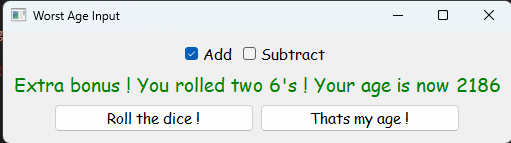 Worst Age Input
Add Subtract
Extra bonus ! You rolled two 6's ! Your age is now 2186
Roll the dice ! Thats my age !